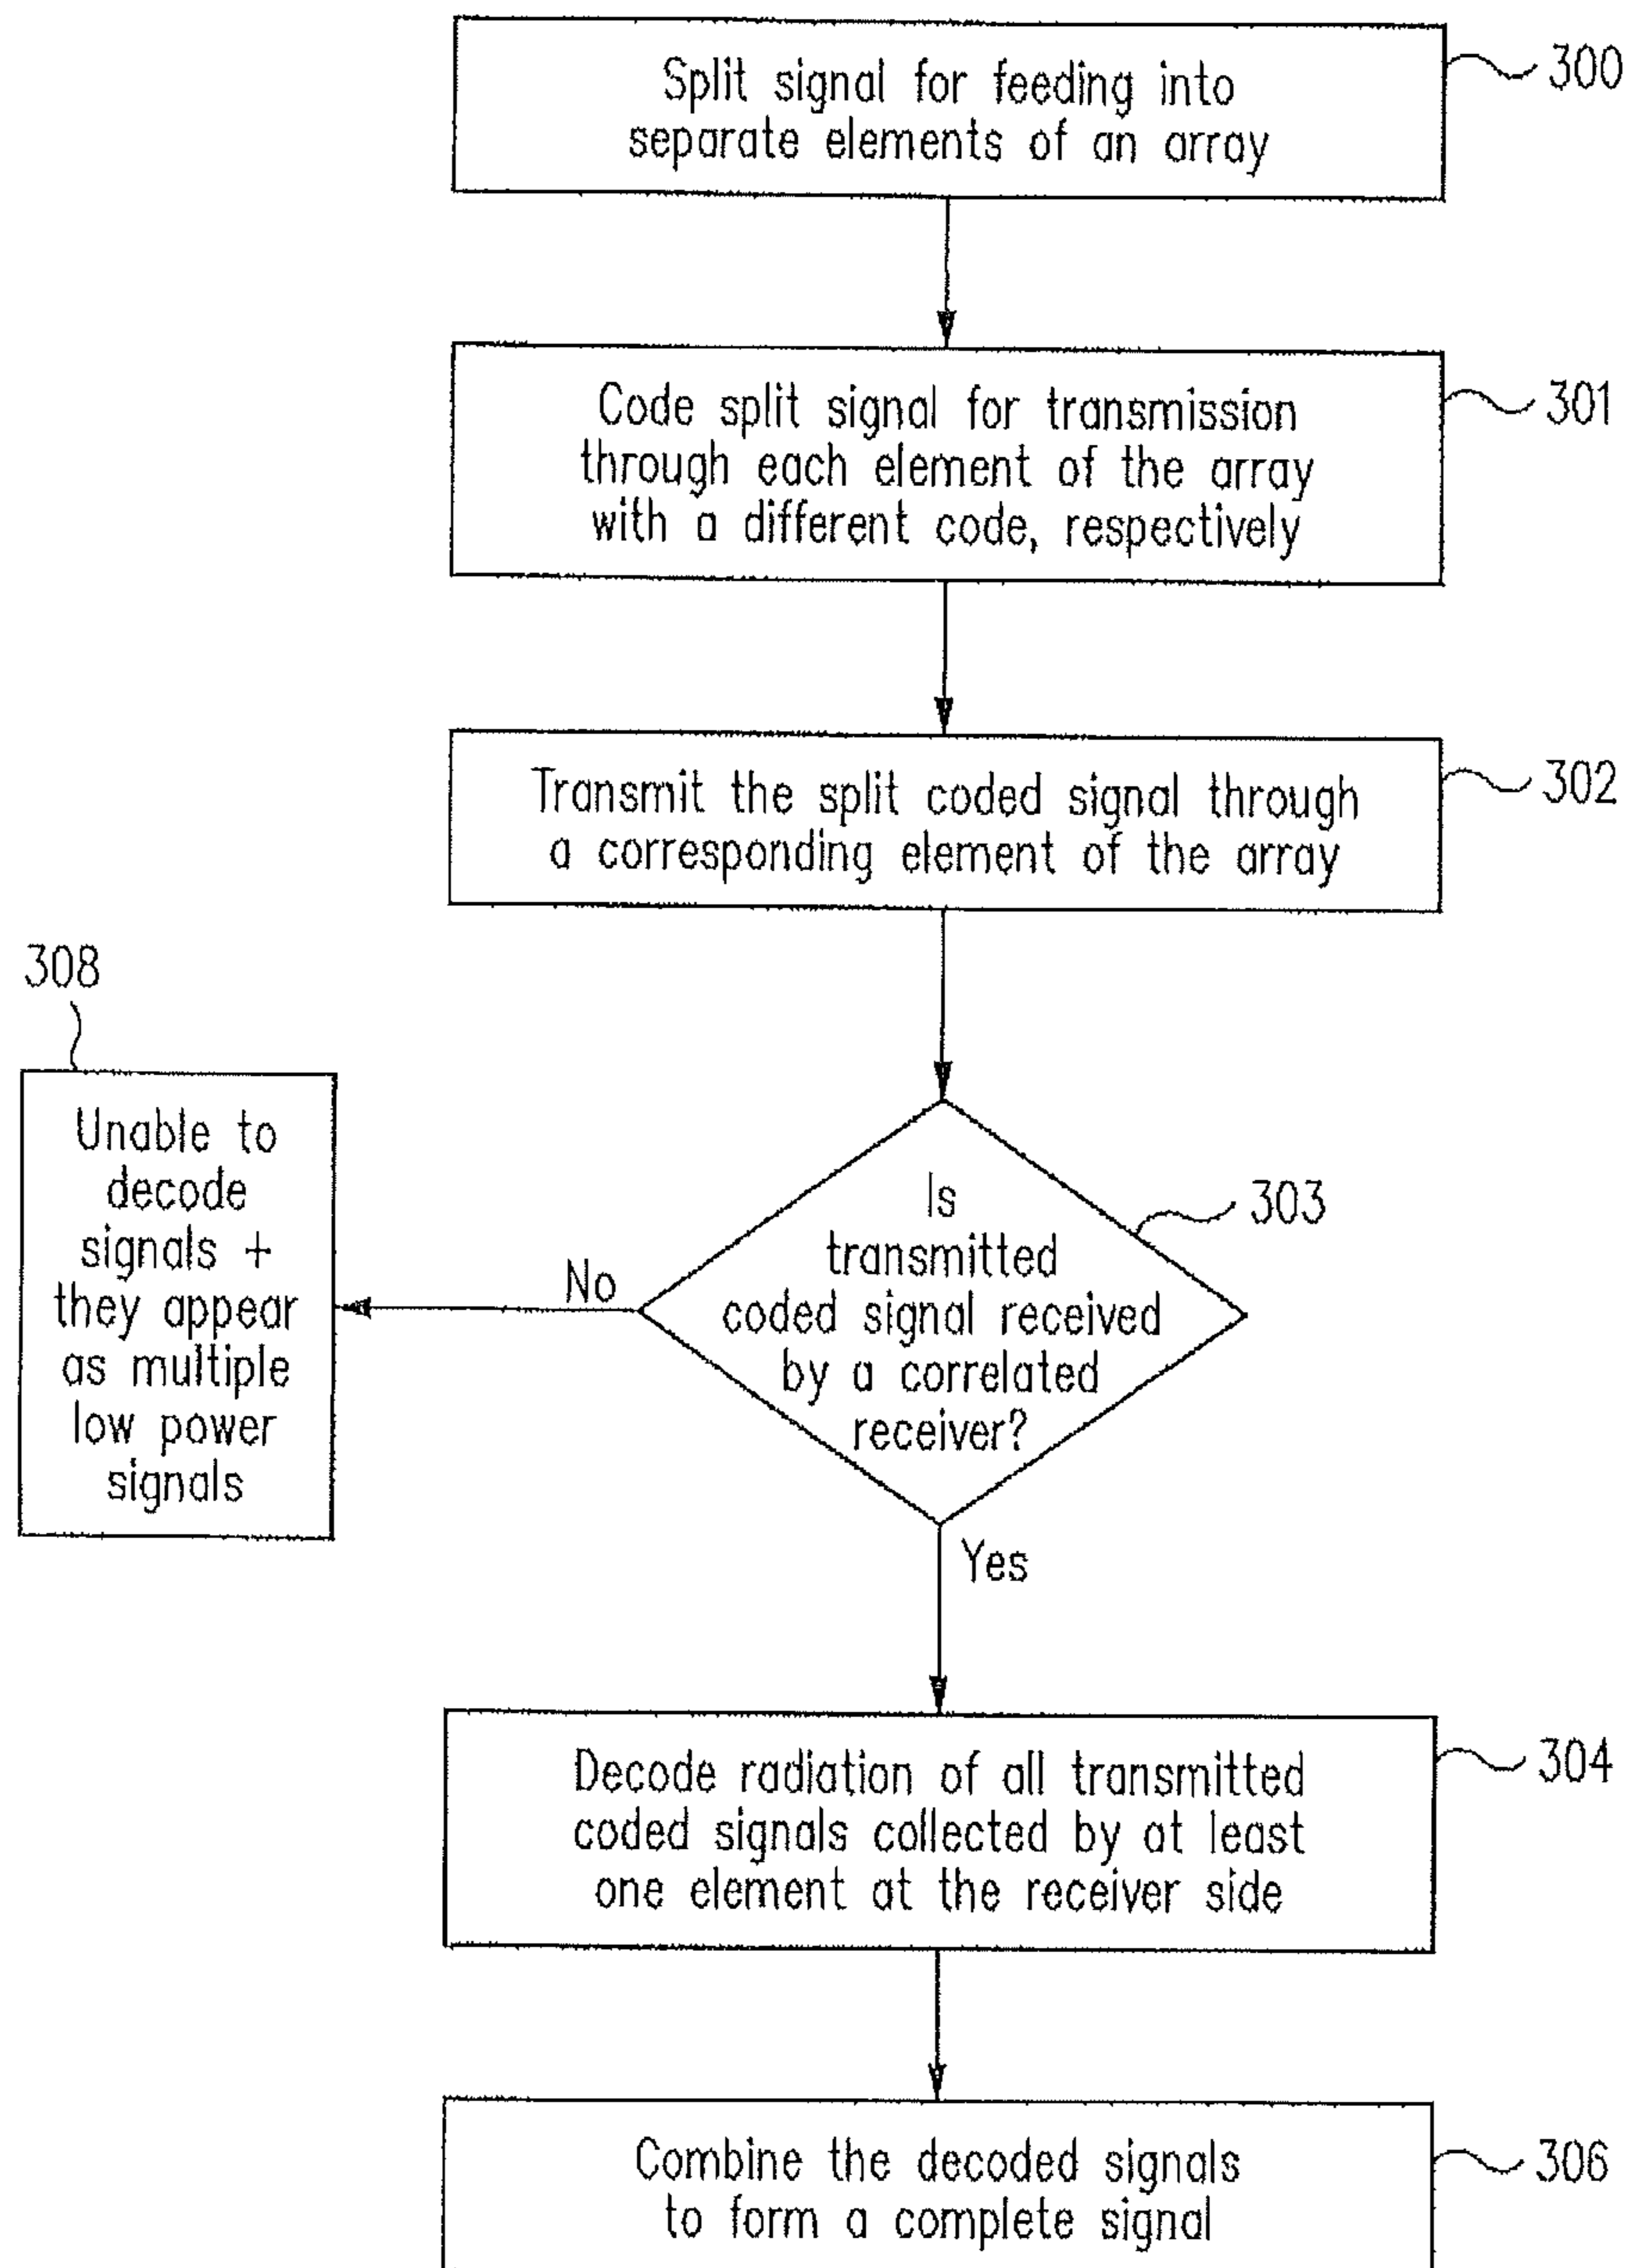 Split signal for feeding into
separate elements of an array
300
Code split signal for transmission
through each element of the array
with a different code, respectively
301
Transmit the split coded signal through
a corresponding element of the array
302
308
Unable to
decode
signals +
they appear
as multiple
low power
signals
No
Is
transmitted
coded signal received
by a correlated
receiver?
303
Yes
Decode radiation of all transmitted
coded signals collected by at least
one element at the receiver side
304
Combine the decoded signals
to form a complete signal
306